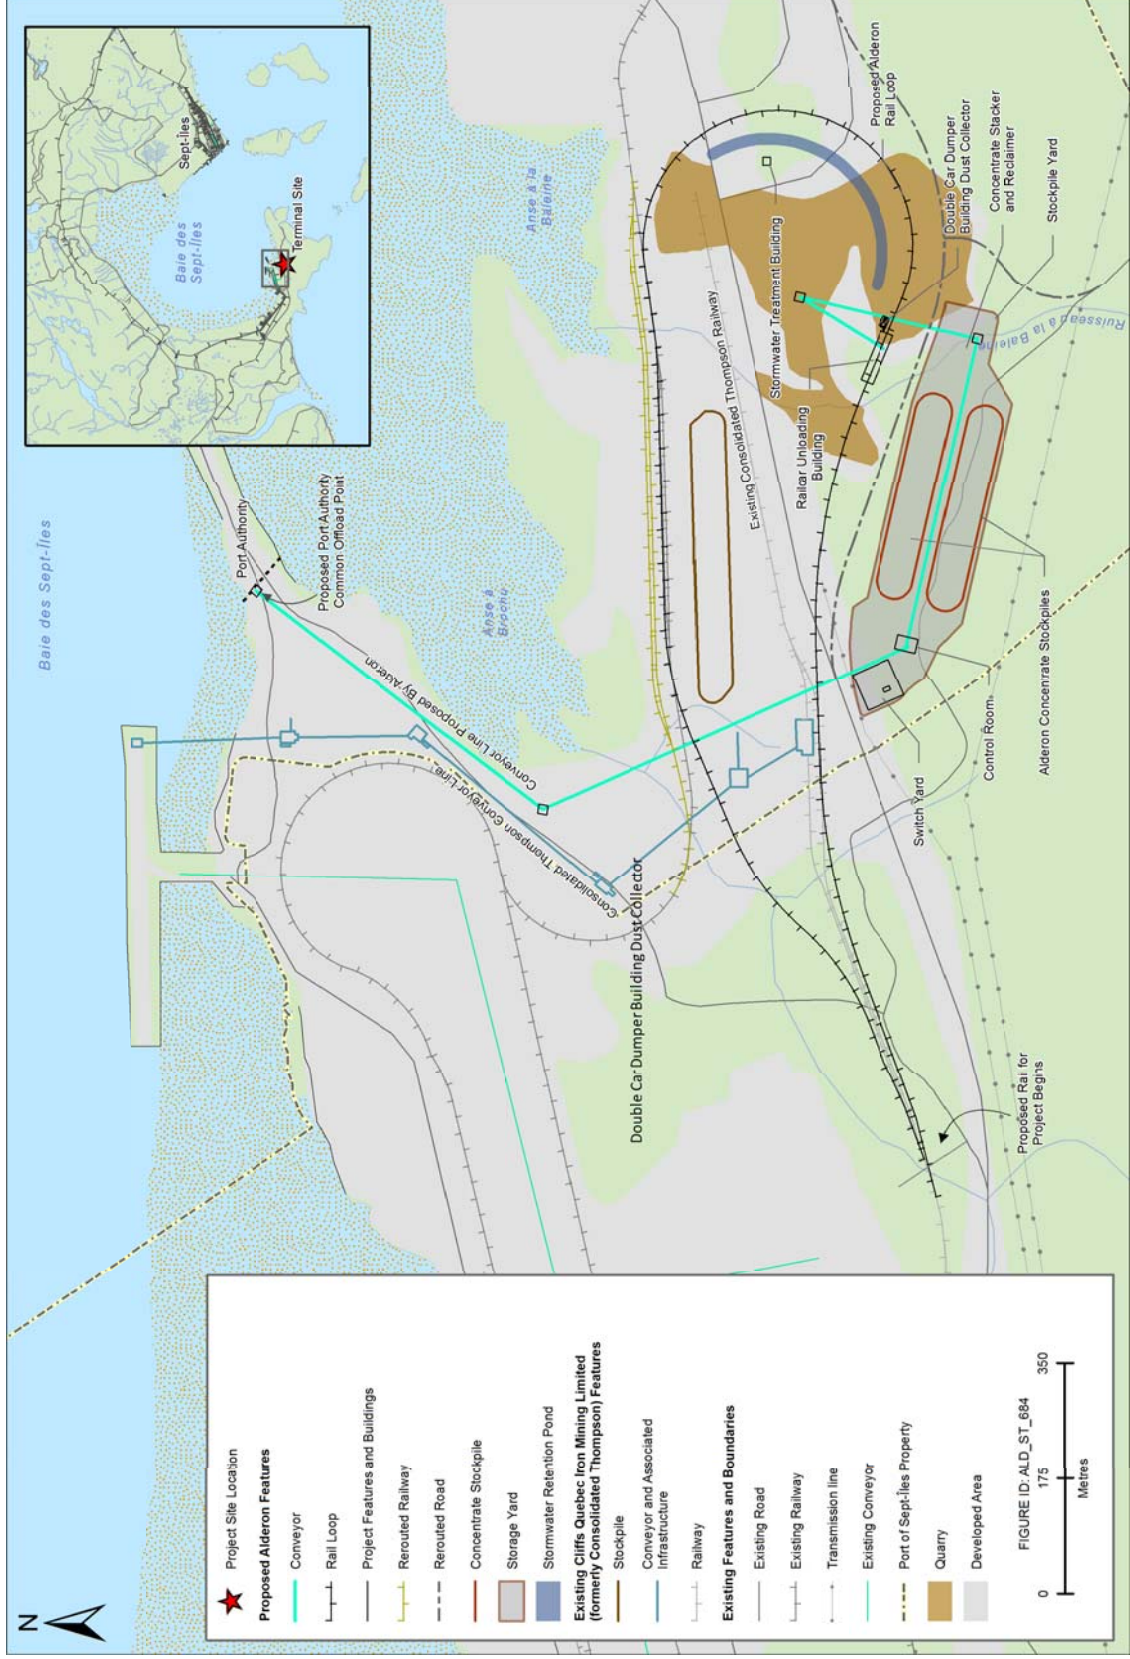 N
Project Site Location
Proposed Alderon Features
Conveyor
Rail Loop
Project Features and Buildings
Rerouted Railway
Rerouted Road
Concentrate Stockpile
Storage Yard
Stormwater Retention Pond
Existing Cliffs Quebec Iron Mining Limited
(formerly Consolidated Thompson) Features
Stockpile
Conveyor and Associated
Infrastructure
Railway
Existing Features and Boundaries
Existing Road
Existing Railway
Transmission line
Existing Conveyor
Port of Sept-Îles Property
Quarry
Developed Area
FIGURE ID: ALD_ST_684
0 175 350
Metres
Baie des Sept-Îles
Sept-Îles
Baie des
Sept-Îles
Terminal Site
Port Authority
Proposed Port Authority
Common Offload Point
Anse à la
Baleine
Anse à
Brochu
Conveyor Line Proposed By Alderon
Consolidated Thompson Conveyor Line
Double Car Dumper Building Dust Collector
Existing Consolidated Thompson Railway
Stormwater Treatment Building
Railcar Unloading
Building
Proposed Alderon
Rail Loop
Double Car Dumper
Building Dust Collector
Concentrate Stacker
and Reclaimer
Stockpile Yard
Ruisseau à la Baleine
Switch Yard
Control Room
Alderon Concentrate Stockpiles
Proposed Rail for
Project Begins